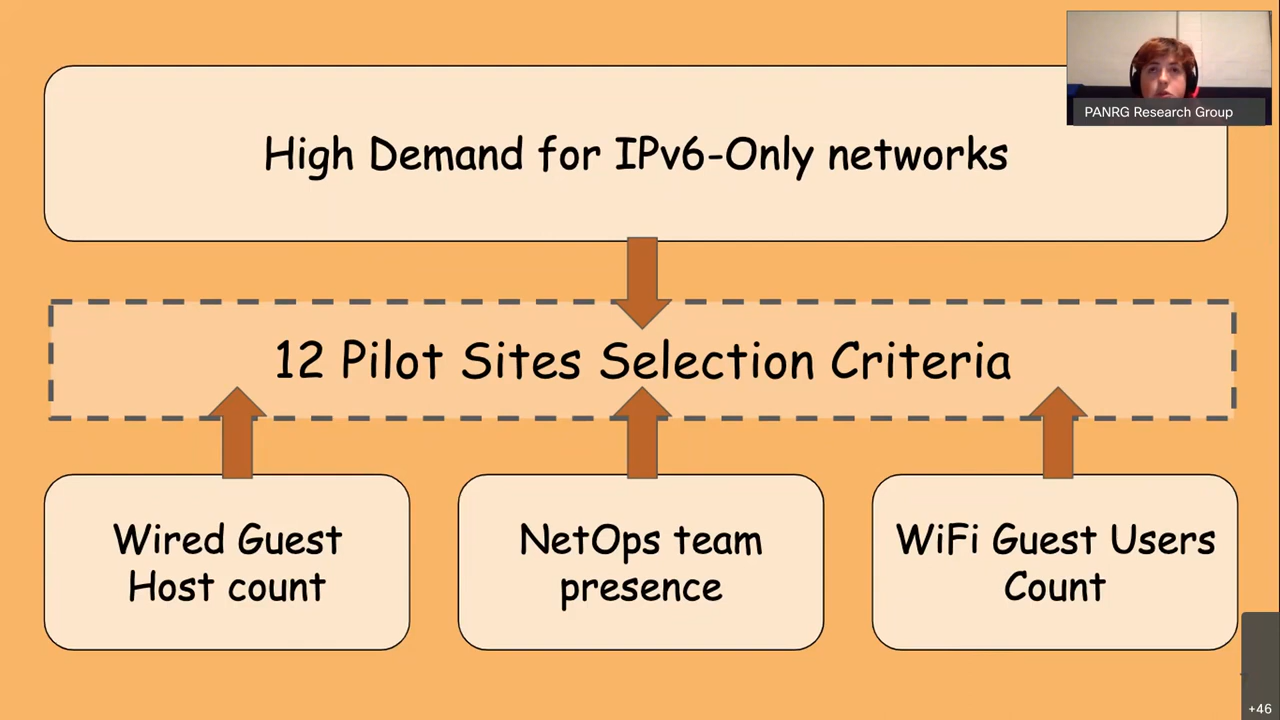 PANRG Research Group
High Demand for IPv6-Only networks
12 Pilot Sites Selection Criteria
Wired Guest
Host count
NetOps team
presence
WiFi Guest Users
Count
+46